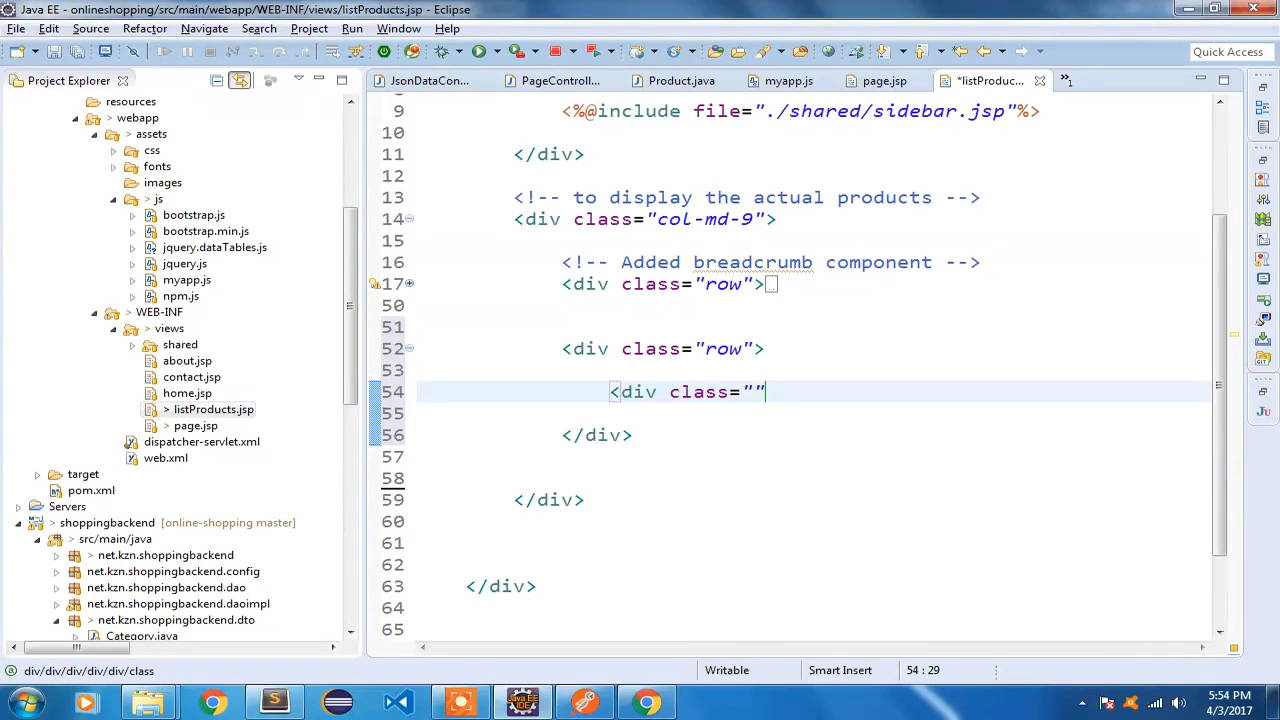 Java EE - onlineshopping/src/main/webapp/WEB-INF/views/listProducts.jsp - Eclipse
File Edit Source Refactor Navigate Search Project Run Window Help
Quick Access
Project Explorer
JsonDataCon...
PageControll...
Product.java
myapp.js
page.jsp
*listProduc...
resources
> webapp
> assets
> css
> fonts
images
> js
> bootstrap.js
> bootstrap.min.js
> jquery.dataTables.js
> jquery.js
> myapp.js
> npm.js
> WEB-INF
> views
> shared
> about.jsp
> contact.jsp
> home.jsp
> listProducts.jsp
> page.jsp
dispatcher-servlet.xml
web.xml
target
pom.xml
Servers
> shoppingbackend [online-shopping master]
> src/main/java
> net.kzn.shoppingbackend
> net.kzn.shoppingbackend.config
> net.kzn.shoppingbackend.dao
> net.kzn.shoppingbackend.daoimpl
> net.kzn.shoppingbackend.dto
> Category.java
9 <%@include file="./shared/sidebar.jsp"%>
10
11 </div>
12
13 <!-- to display the actual products -->
14 <div class="col-md-9">
15
16 <!-- Added breadcrumb component -->
17 <div class="row">
50
51
52 <div class="row">
53
54 <div class=""
55
56 </div>
57
58
59 </div>
60
61
62
63 </div>
64
65
div/div/div/div/div/class
Writable
Smart Insert
54 : 29
5:54 PM
4/3/2017